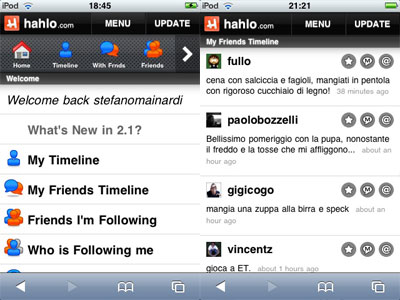 iPod 18:45
hahlo.com MENU UPDATE
Home Timeline With Frnds Friends
Welcome
Welcome back stefanomainardi
What's New in 2.1?
My Timeline
My Friends Timeline
Friends I'm Following
Who is Following me
iPod 21:21
hahlo.com MENU UPDATE
My Friends Timeline
fullo
cena con salciccia e fagioli, mangiati in pentola
con rigoroso cucchiaio di legno! 38 minutes ago
paolobozzelli
Bellissimo pomeriggio con la pupa, nonostante
il freddo e la tosse che mi affliggono... about an
hour ago
gigicogo
mangia una zuppa alla birra e speck about an
hour ago
vincentz
gioca a ET. about 1 hours ago